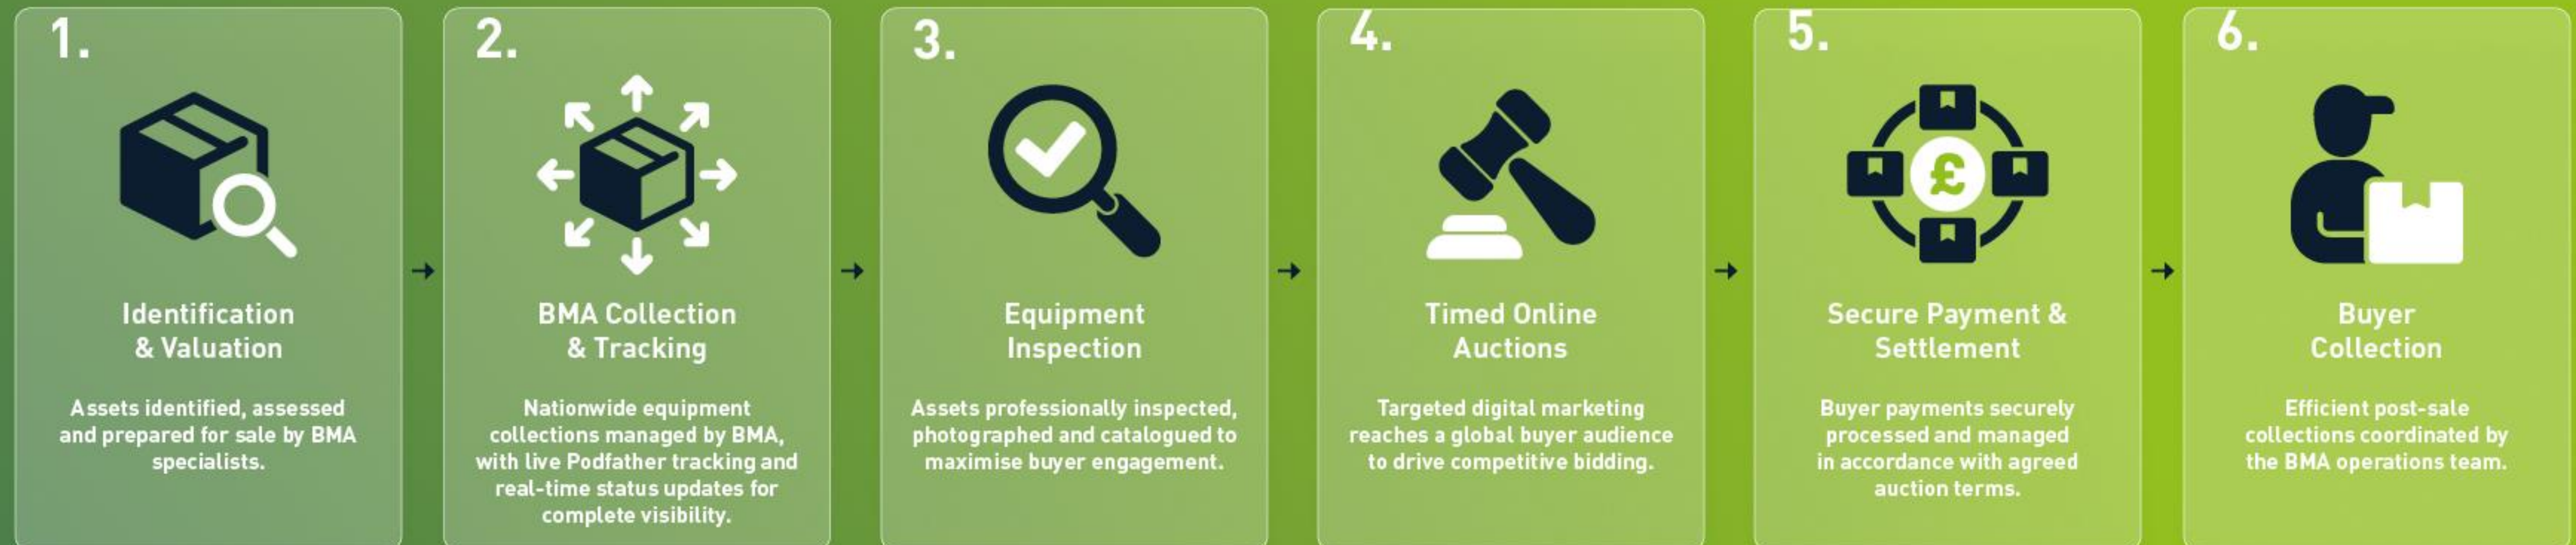 1.
Identification
& Valuation
Assets identified, assessed
and prepared for sale by BMA
specialists.
2.
BMA Collection
& Tracking
Nationwide equipment
collections managed by BMA,
with live Podfather tracking and
real-time status updates for
complete visibility.
3.
Equipment
Inspection
Assets professionally inspected,
photographed and catalogued to
maximise buyer engagement.
4.
Timed Online
Auctions
Targeted digital marketing
reaches a global buyer audience
to drive competitive bidding.
5.
£
Secure Payment &
Settlement
Buyer payments securely
processed and managed
in accordance with agreed
auction terms.
6.
Buyer
Collection
Efficient post-sale
collections coordinated by
the BMA operations team.